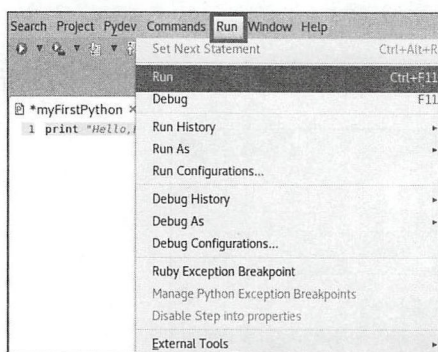 Search Project Pydev Commands Run Window Help
Set Next Statement Ctrl+Alt+R
Run Ctrl+F11
Debug F11
*myFirstPython
1 print "Hello,
Run History
Run As
Run Configurations...
Debug History
Debug As
Debug Configurations...
Ruby Exception Breakpoint
Manage Python Exception Breakpoints
Disable Step into properties
External Tools